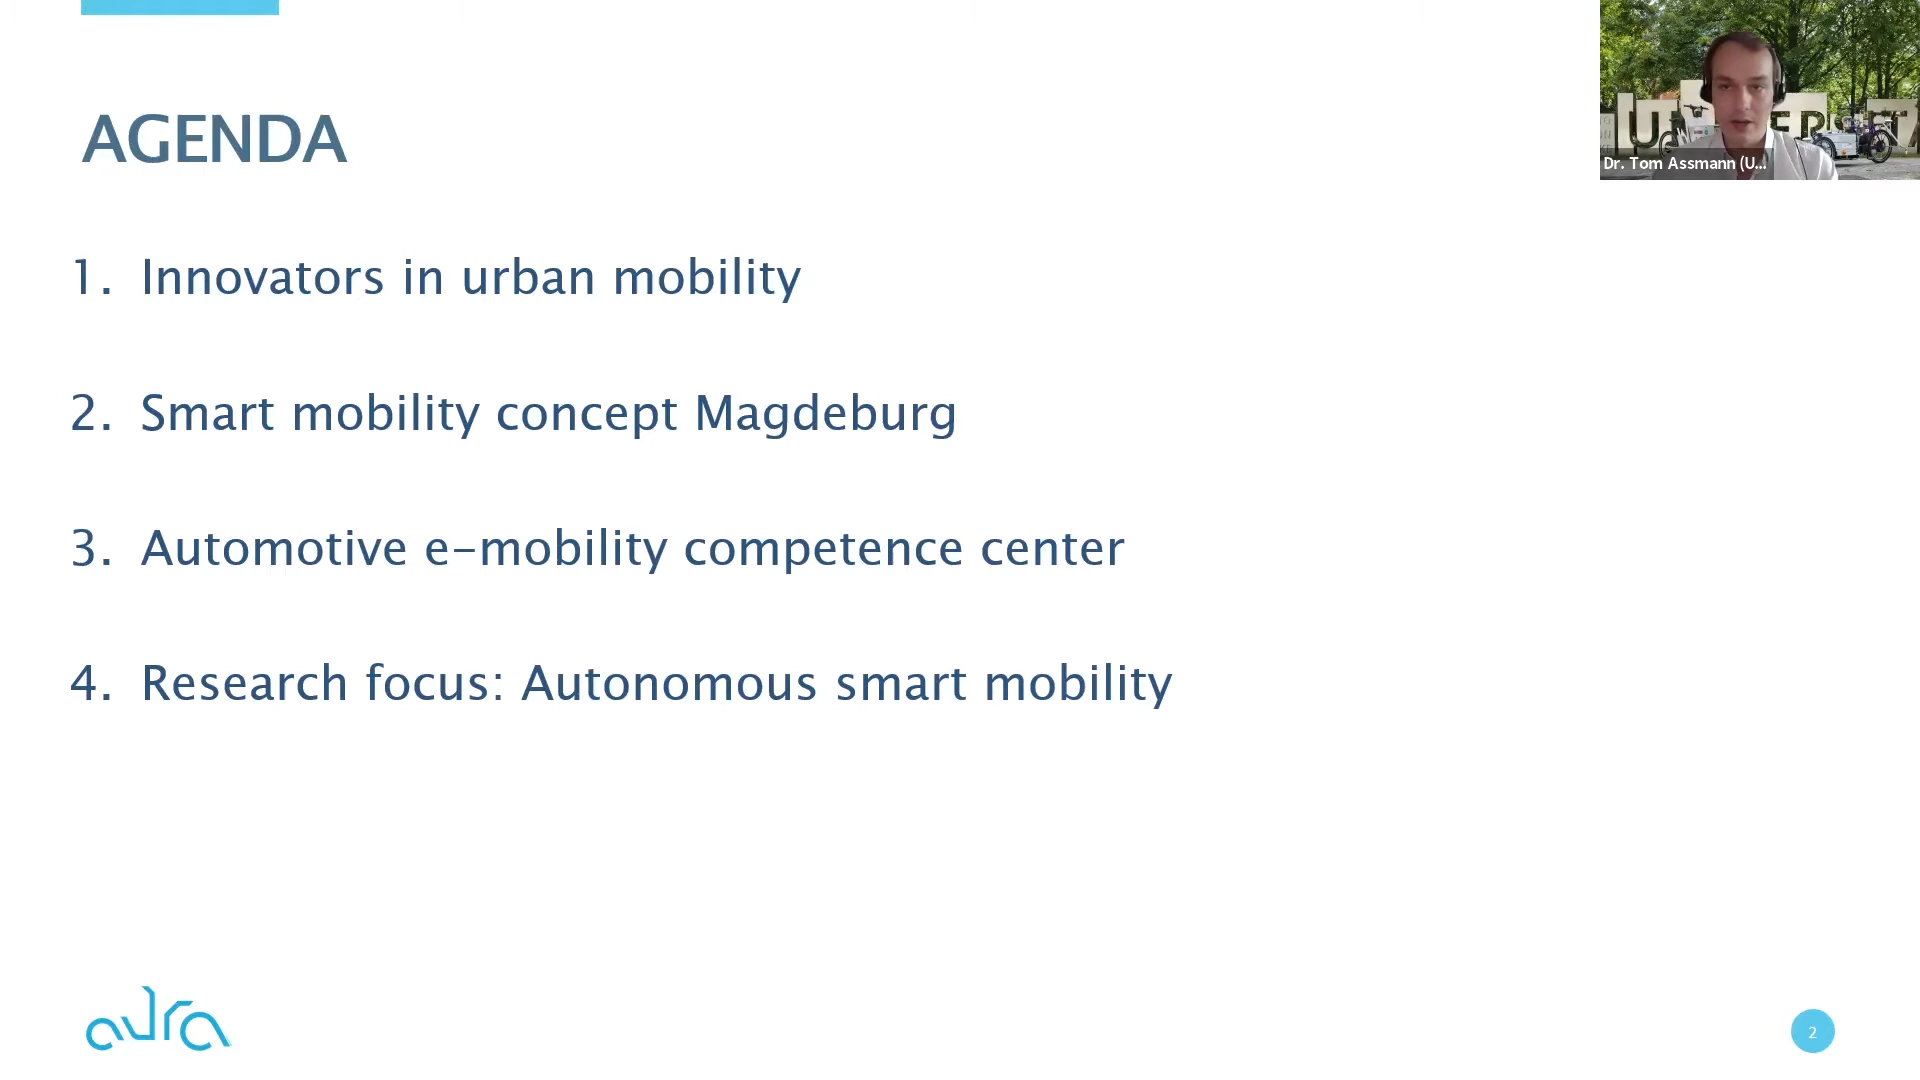 AGENDA
Dr. Tom Assmann (U...
1. Innovators in urban mobility
2. Smart mobility concept Magdeburg
3. Automotive e-mobility competence center
4. Research focus: Autonomous smart mobility
aura
2